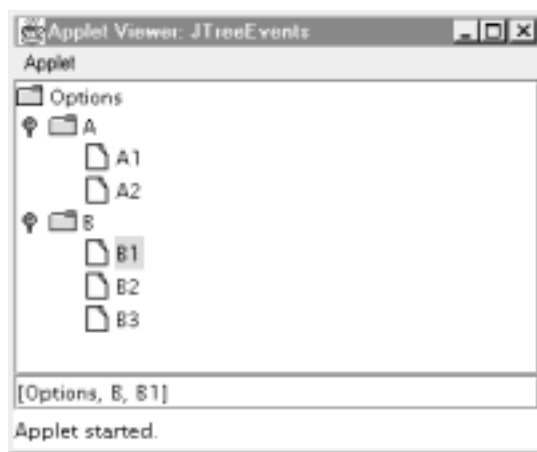 Applet Viewer: JTreeEvents
Applet
Options
A
A1
A2
B
B1
B2
B3
[Options, B, B1]
Applet started.